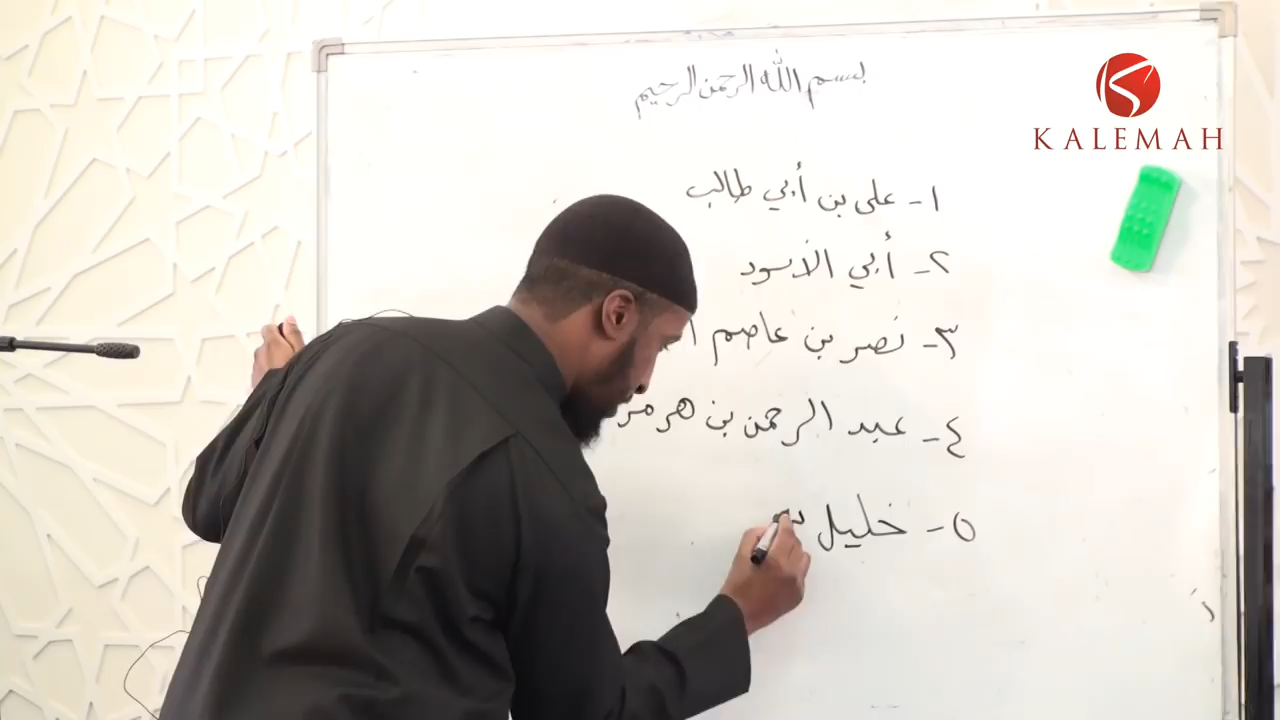 بسم الله الرحمن الرحيم
KALEMAH
١- على بن أبي طالب
٢- أبي الأسود
٣- نصر بن عاصم
٤- عبد الرحمن بن هرمز
٥- خليل